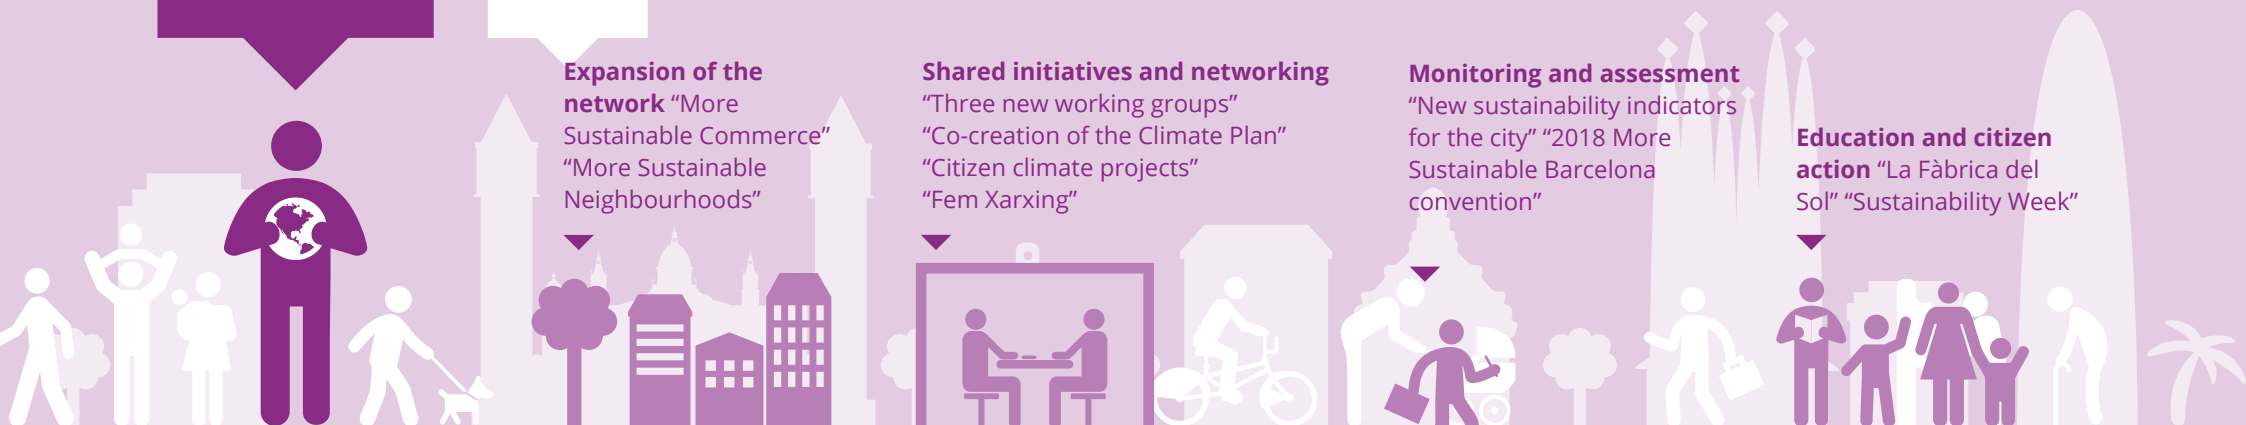 Expansion of the
network “More
Sustainable Commerce”
“More Sustainable
Neighbourhoods”
Shared initiatives and networking
“Three new working groups”
“Co-creation of the Climate Plan”
“Citizen climate projects”
“Fem Xarxing”
Monitoring and assessment
“New sustainability indicators
for the city” “2018 More
Sustainable Barcelona
convention”
Education and citizen
action “La Fàbrica del
Sol” “Sustainability Week”